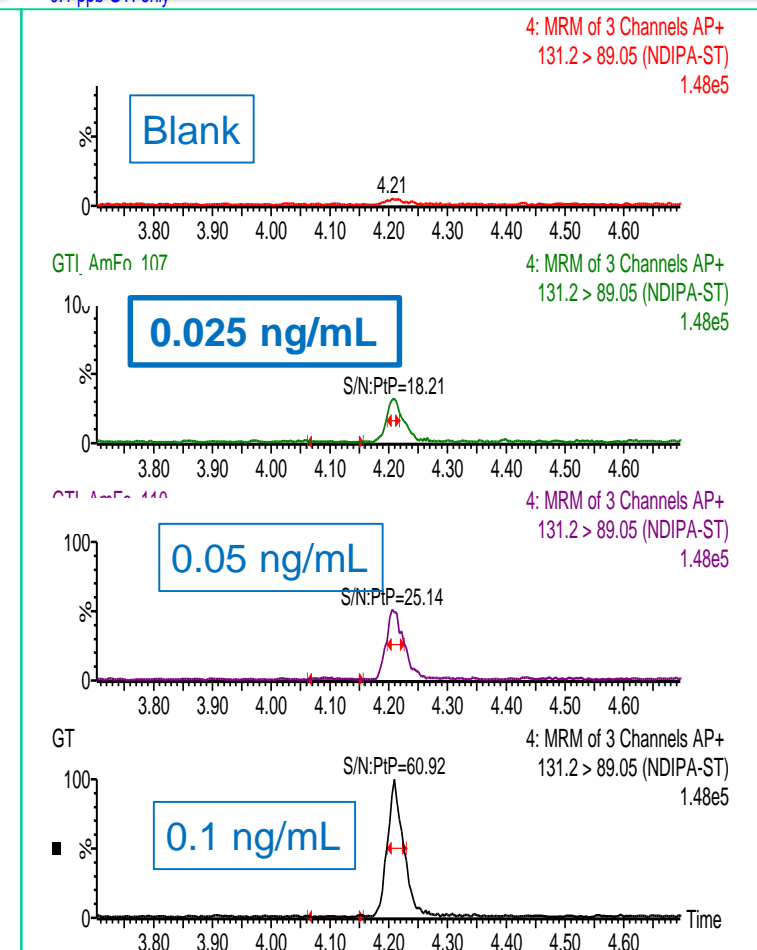 4: MRM of 3 Channels AP+
131.2 > 89.05 (NDIPA-ST)
1.48e5
Blank
%
4.21
0
3.80 3.90 4.00 4.10 4.20 4.30 4.40 4.50 4.60
GTI_AmFo_107
4: MRM of 3 Channels AP+
131.2 > 89.05 (NDIPA-ST)
1.48e5
0.025 ng/mL
%
S/N:PtP=18.21
0
3.80 3.90 4.00 4.10 4.20 4.30 4.40 4.50 4.60
4: MRM of 3 Channels AP+
131.2 > 89.05 (NDIPA-ST)
1.48e5
100
0.05 ng/mL
S/N:PtP=25.14
%
0
3.80 3.90 4.00 4.10 4.20 4.30 4.40 4.50 4.60
GT
4: MRM of 3 Channels AP+
131.2 > 89.05 (NDIPA-ST)
1.48e5
S/N:PtP=60.92
100
0.1 ng/mL
%
0
Time
3.80 3.90 4.00 4.10 4.20 4.30 4.40 4.50 4.60